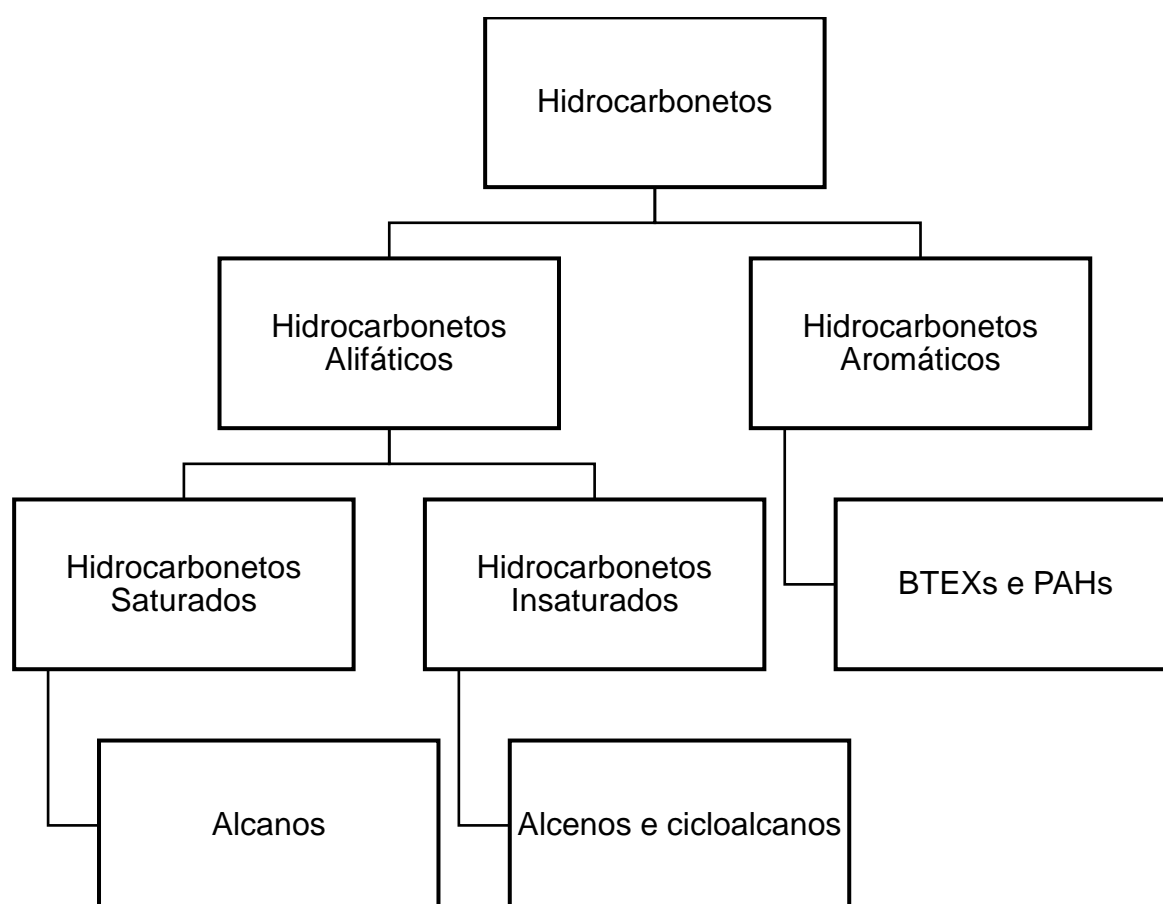 Hidrocarbonetos
Hidrocarbonetos
Alifáticos
Hidrocarbonetos
Aromáticos
Hidrocarbonetos
Saturados
Hidrocarbonetos
Insaturados
BTEXs e PAHs
Alcanos
Alcenos e cicloalcanos